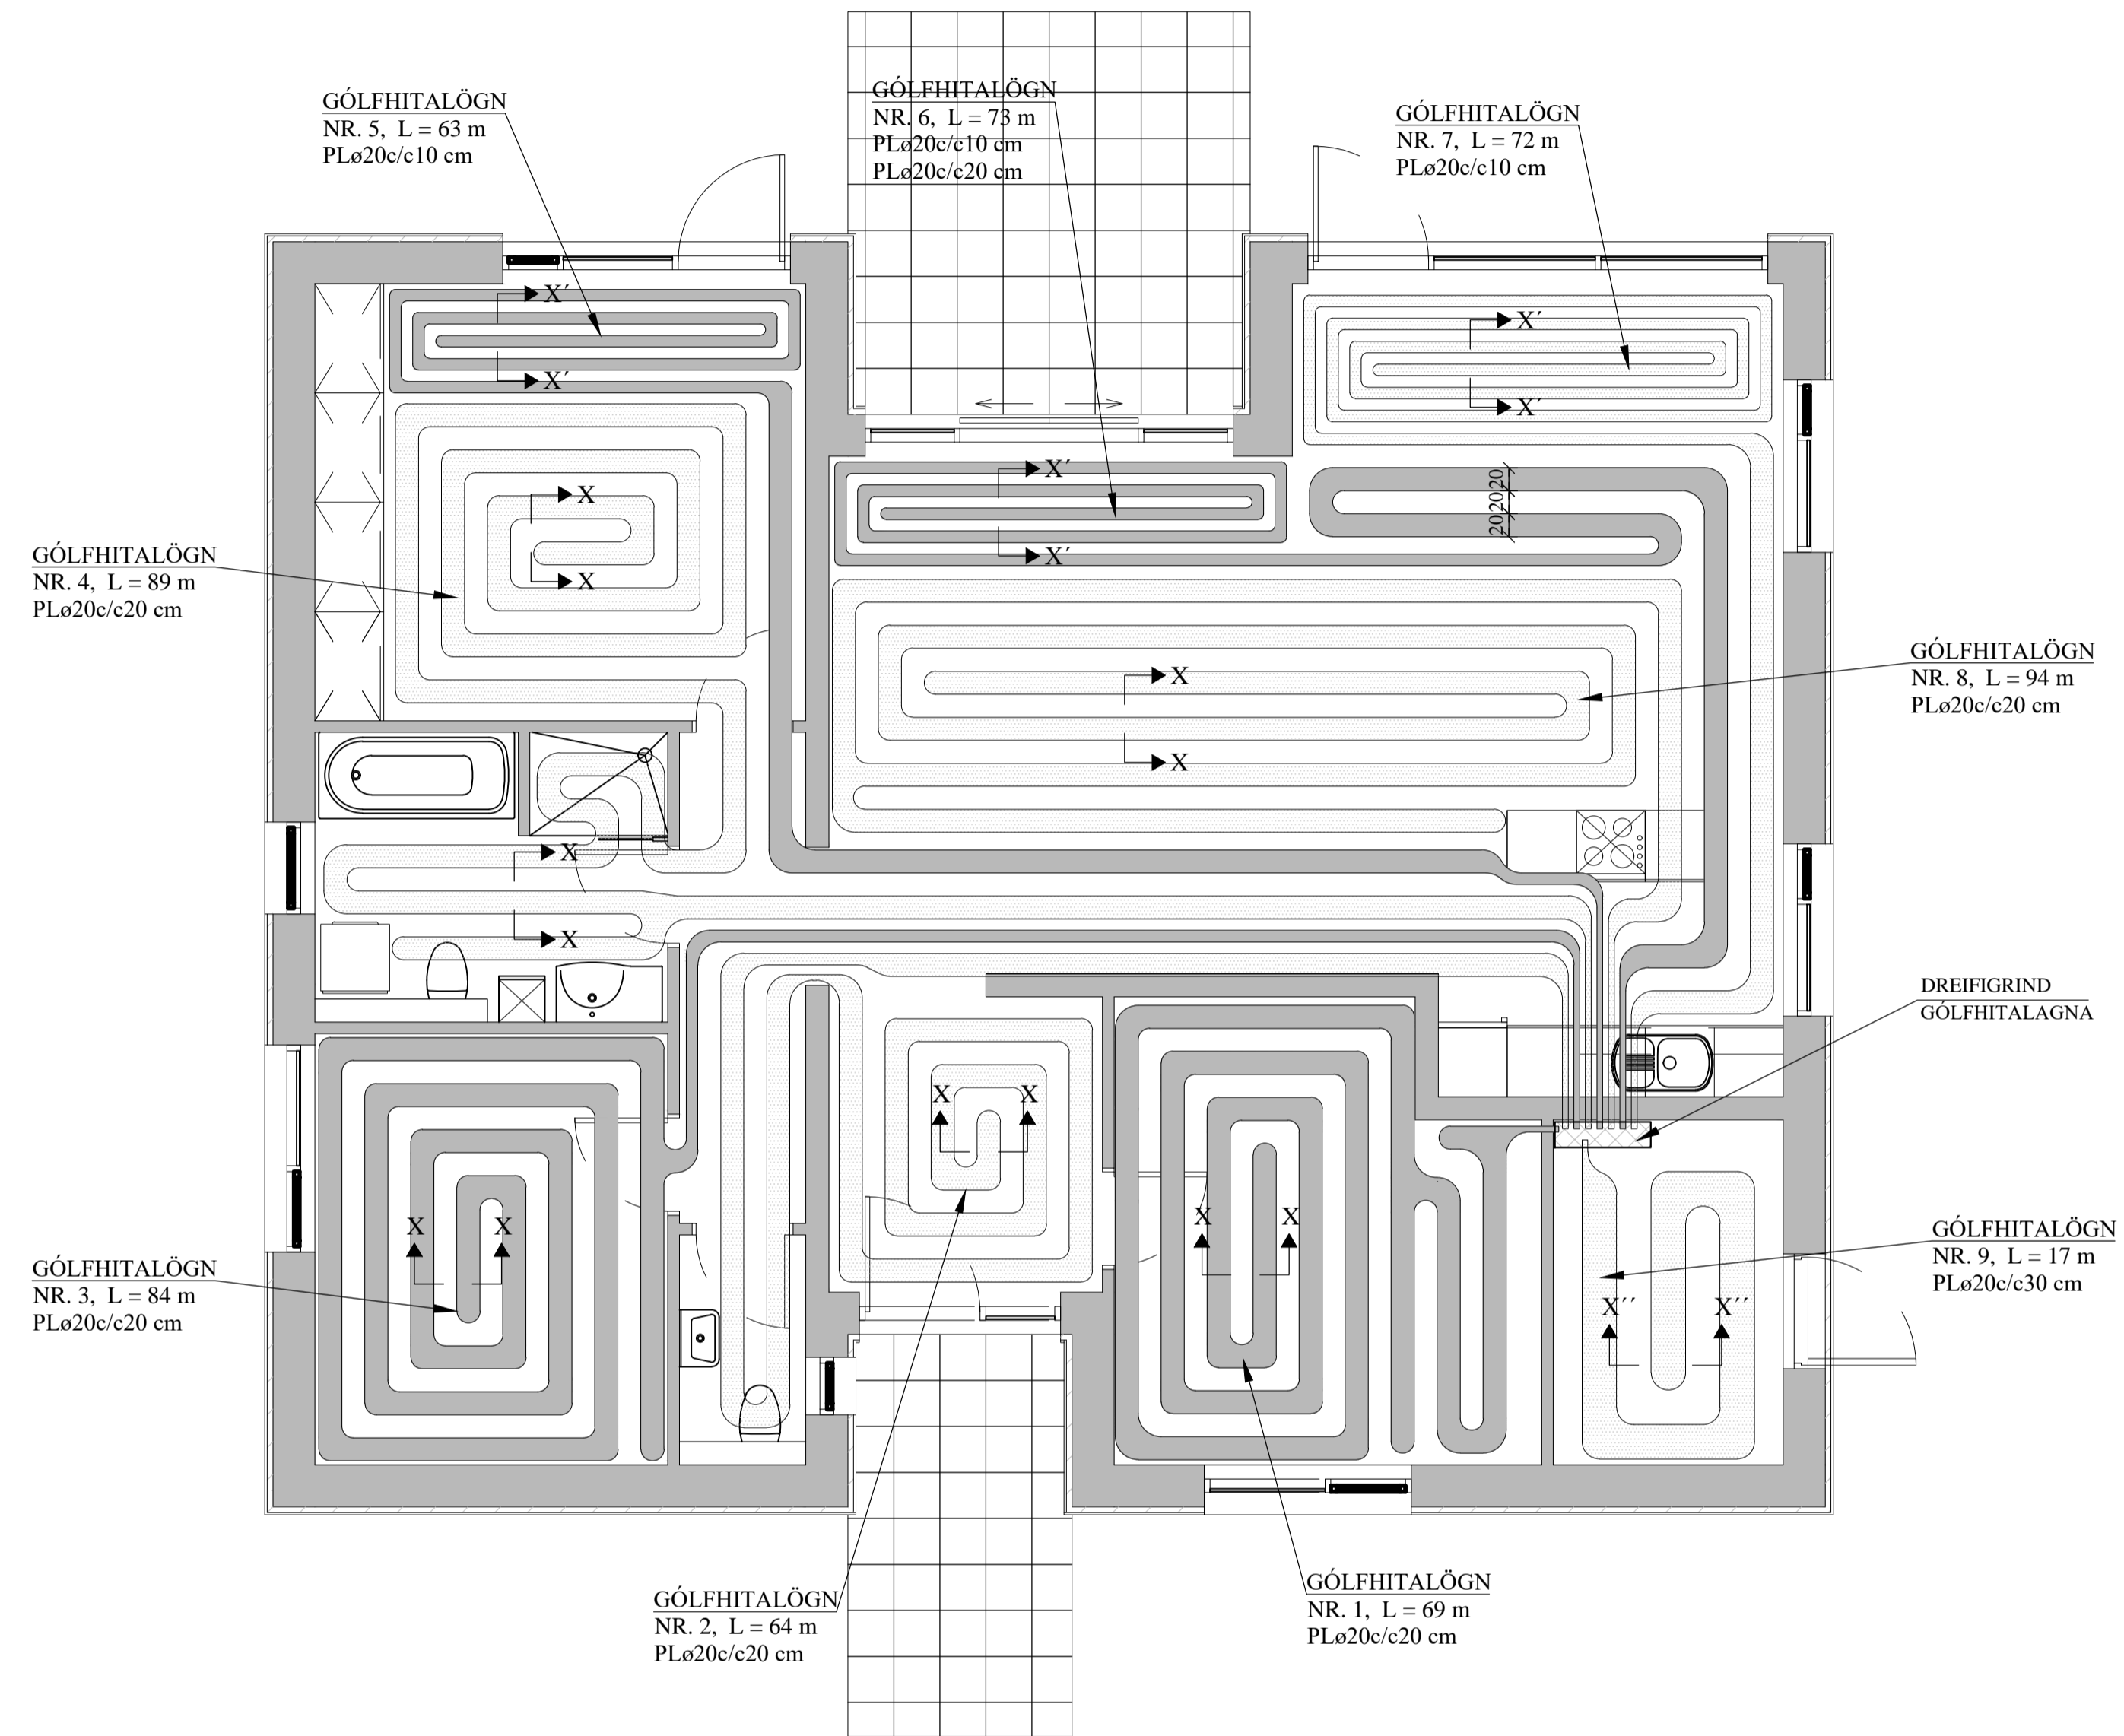 GÓLFHITALÖGN
NR. 5, L = 63 m
PLø20c/c10 cm
GÓLFHITALÖGN
NR. 6, L = 73 m
PLø20c/c10 cm
PLø20c/c20 cm
GÓLFHITALÖGN
NR. 7, L = 72 m
PLø20c/c10 cm
X´
X´
X´
X´
X´
X´
20
20
20
X
X
GÓLFHITALÖGN
NR. 4, L = 89 m
PLø20c/c20 cm
GÓLFHITALÖGN
NR. 8, L = 94 m
PLø20c/c20 cm
X
X
X
X
DREIFIGRIND
GÓLFHITALAGNA
X X
X X
X X
GÓLFHITALÖGN
NR. 3, L = 84 m
PLø20c/c20 cm
GÓLFHITALÖGN
NR. 9, L = 17 m
PLø20c/c30 cm
X´´ X´´
GÓLFHITALÖGN
NR. 2, L = 64 m
PLø20c/c20 cm
GÓLFHITALÖGN
NR. 1, L = 69 m
PLø20c/c20 cm